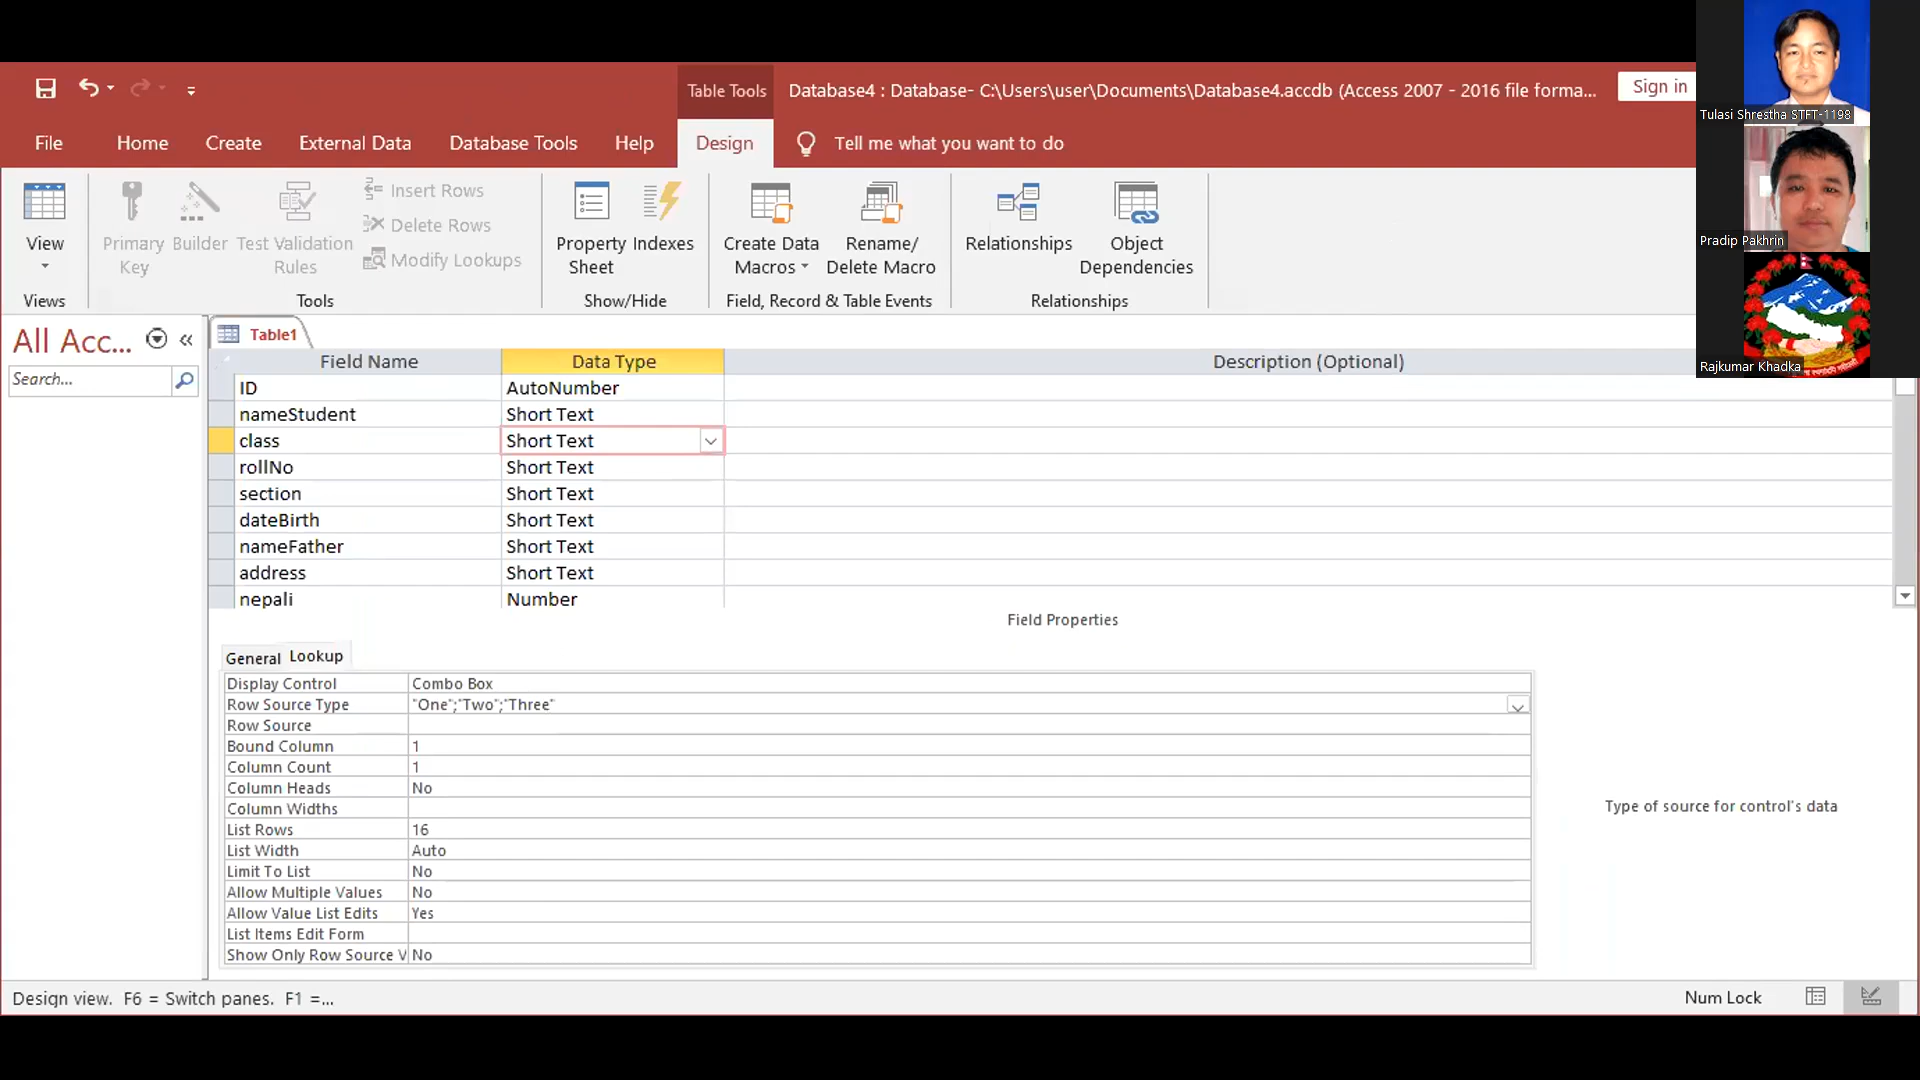 Table Tools
Database4 : Database- C:\Users\user\Documents\Database4.accdb (Access 2007 - 2016 file forma...
Sign in
Tulasi Shrestha STFT-1198
File
Home
Create
External Data
Database Tools
Help
Design
Tell me what you want to do
View
Primary Key
Builder
Test Validation Rules
Insert Rows
Delete Rows
Modify Lookups
Property Sheet
Indexes
Create Data Macros
Rename/ Delete Macro
Relationships
Object Dependencies
Pradip Pakhrin
Views
Tools
Show/Hide
Field, Record & Table Events
Relationships
All Acc...
«
Search...
Table1
Field Name Data Type Description (Optional)
Rajkumar Khadka
ID AutoNumber
nameStudent Short Text
class Short Text
rollNo Short Text
section Short Text
dateBirth Short Text
nameFather Short Text
address Short Text
nepali Number
Field Properties
General Lookup
Display Control Combo Box
Row Source Type "One";"Two";"Three"
Row Source
Bound Column 1
Column Count 1
Column Heads No
Column Widths
List Rows 16
List Width Auto
Limit To List No
Allow Multiple Values No
Allow Value List Edits Yes
List Items Edit Form
Show Only Row Source V No
Type of source for control's data
Design view. F6 = Switch panes. F1 =...
Num Lock